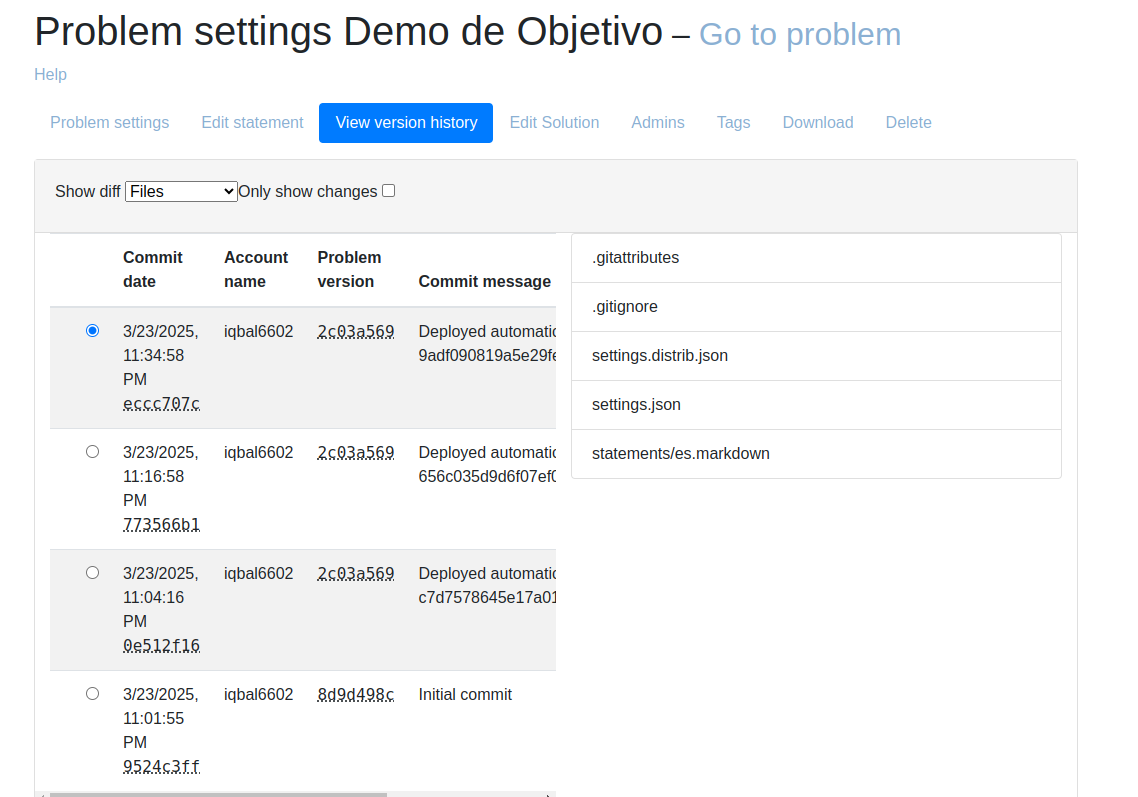 Problem settings Demo de Objetivo – Go to problem
Help
Problem settings Edit statement View version history Edit Solution Admins Tags Download Delete
Show diff Files Only show changes
Commit date Account name Problem version Commit message
3/23/2025, 11:34:58 PM eccc707c iqbal6602 2c03a569 Deployed automatic 9adf090819a5e29fe
3/23/2025, 11:16:58 PM 773566b1 iqbal6602 2c03a569 Deployed automatic 656c035d9d6f07ef0
3/23/2025, 11:04:16 PM 0e512f16 iqbal6602 2c03a569 Deployed automatic c7d7578645e17a01
3/23/2025, 11:01:55 PM 9524c3ff iqbal6602 8d9d498c Initial commit
.gitattributes
.gitignore
settings.distrib.json
settings.json
statements/es.markdown